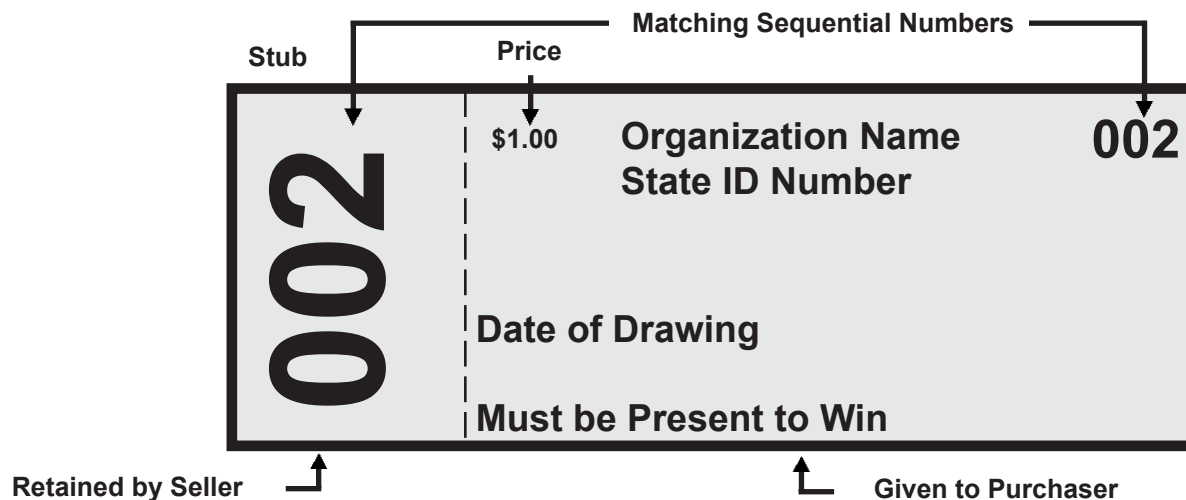 Matching Sequential Numbers
Stub
Price
002
$1.00
Organization Name
002
State ID Number
Date of Drawing
Must be Present to Win
Retained by Seller
Given to Purchaser